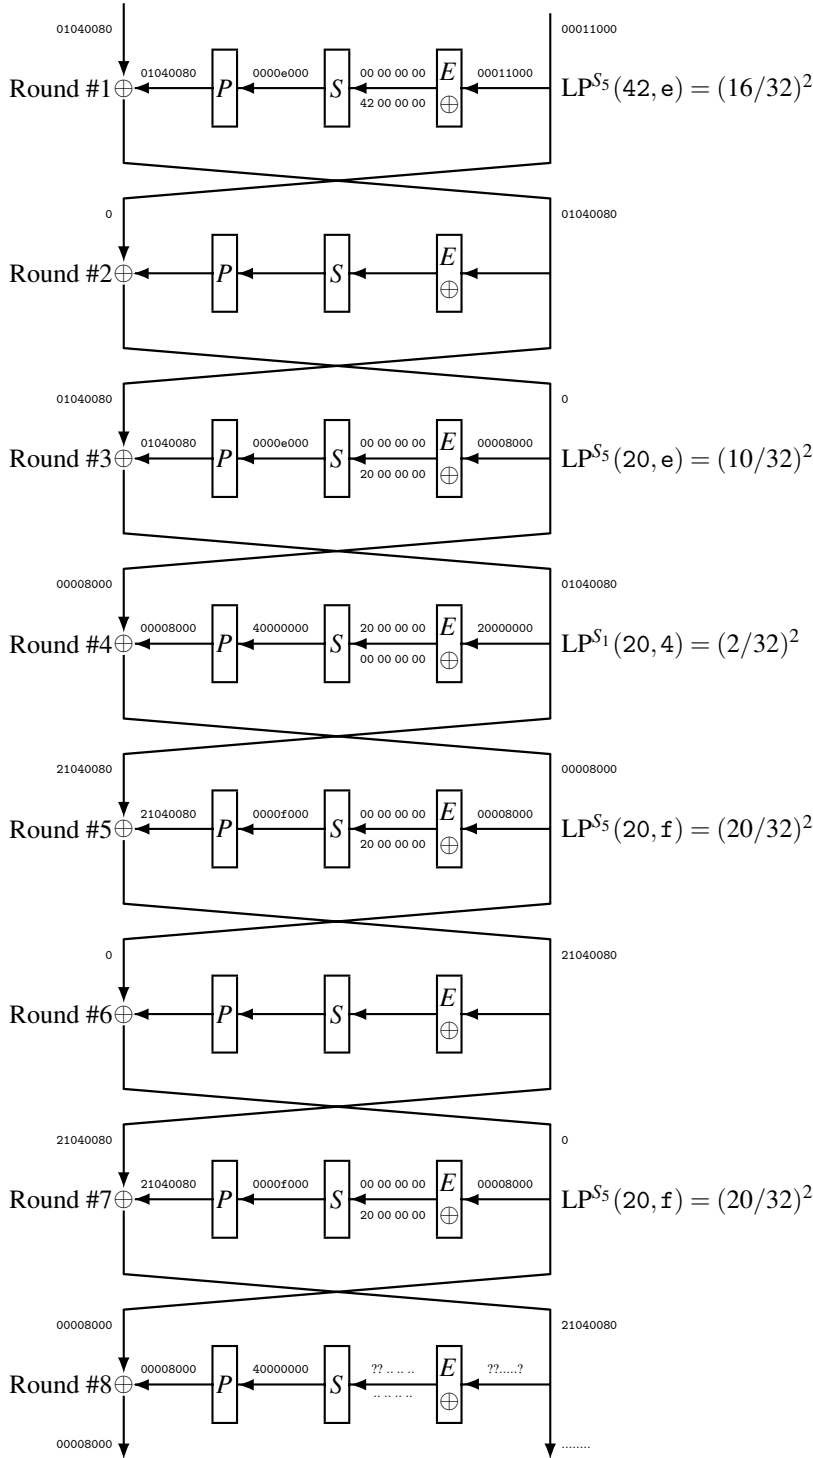 01040080 00011000
Round #1 ⊕ 01040080 P 0000e000 S 00 00 00 00 E 00011000 LP^{S_5}(42,e) = (16/32)^2
42 00 00 00 ⊕
0 01040080
Round #2 ⊕ P S E
⊕
01040080 0
Round #3 ⊕ 01040080 P 0000e000 S 00 00 00 00 E 00008000 LP^{S_5}(20,e) = (10/32)^2
20 00 00 00 ⊕
00008000 01040080
Round #4 ⊕ 00008000 P 40000000 S 20 00 00 00 E 20000000 LP^{S_1}(20,4) = (2/32)^2
00 00 00 00 ⊕
21040080 00008000
Round #5 ⊕ 21040080 P 0000f000 S 00 00 00 00 E 00008000 LP^{S_5}(20,f) = (20/32)^2
20 00 00 00 ⊕
0 21040080
Round #6 ⊕ P S E
⊕
21040080 0
Round #7 ⊕ 21040080 P 0000f000 S 00 00 00 00 E 00008000 LP^{S_5}(20,f) = (20/32)^2
20 00 00 00 ⊕
00008000 21040080
Round #8 ⊕ 00008000 P 40000000 S ?? .. .. .. E ??.....?
.. .. .. .. ⊕
00008000 ........